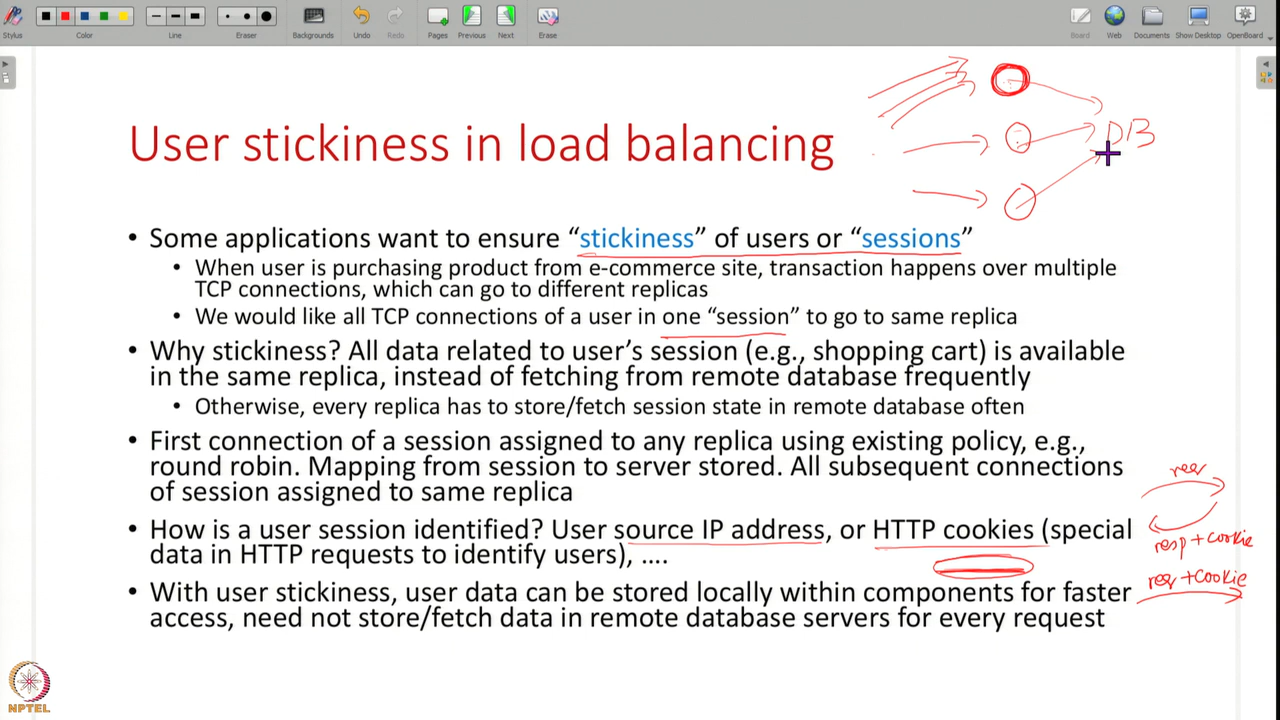 Stylus
Color
Line
Eraser
Backgrounds
Undo
Redo
Pages
Previous
Next
Erase
Board
Web
Documents
Show Desktop
OpenBoard
DB
User stickiness in load balancing
• Some applications want to ensure “stickiness” of users or “sessions”
• When user is purchasing product from e-commerce site, transaction happens over multiple
TCP connections, which can go to different replicas
• We would like all TCP connections of a user in one “session” to go to same replica
• Why stickiness? All data related to user’s session (e.g., shopping cart) is available
in the same replica, instead of fetching from remote database frequently
• Otherwise, every replica has to store/fetch session state in remote database often
• First connection of a session assigned to any replica using existing policy, e.g.,
round robin. Mapping from session to server stored. All subsequent connections
of session assigned to same replica
• How is a user session identified? User source IP address, or HTTP cookies (special
data in HTTP requests to identify users), ....
• With user stickiness, user data can be stored locally within components for faster
access, need not store/fetch data in remote database servers for every request
req
resp + cookie
req + cookie
NPTEL